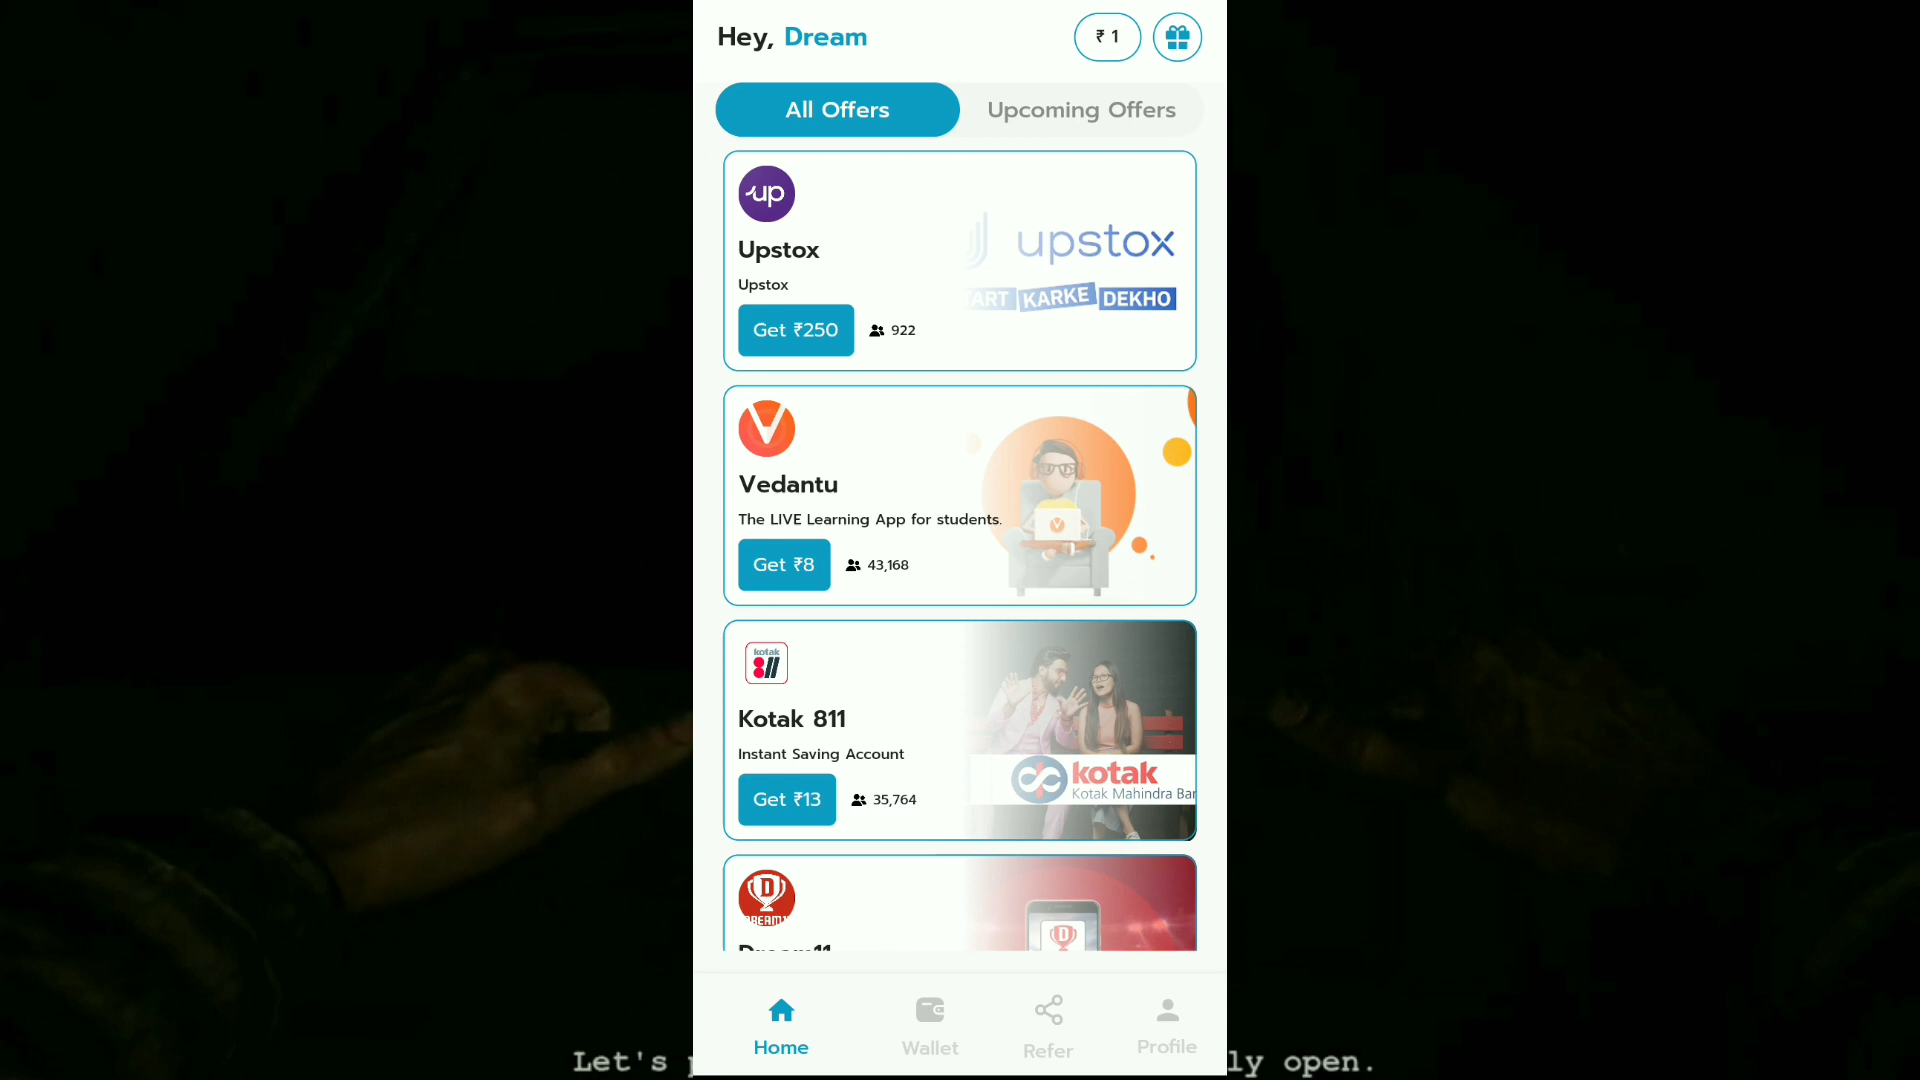 Hey, Dream
₹ 1
All Offers
Upcoming Offers
up
Upstox
Upstox
Get ₹250
922
upstox
KARKE DEKHO
Vedantu
The LIVE Learning App for students.
Get ₹8
43,168
kotak
811
Kotak 811
Instant Saving Account
Get ₹13
35,764
kotak
Kotak Mahindra
D
Home
Wallet
Refer
Profile
Let's
open.